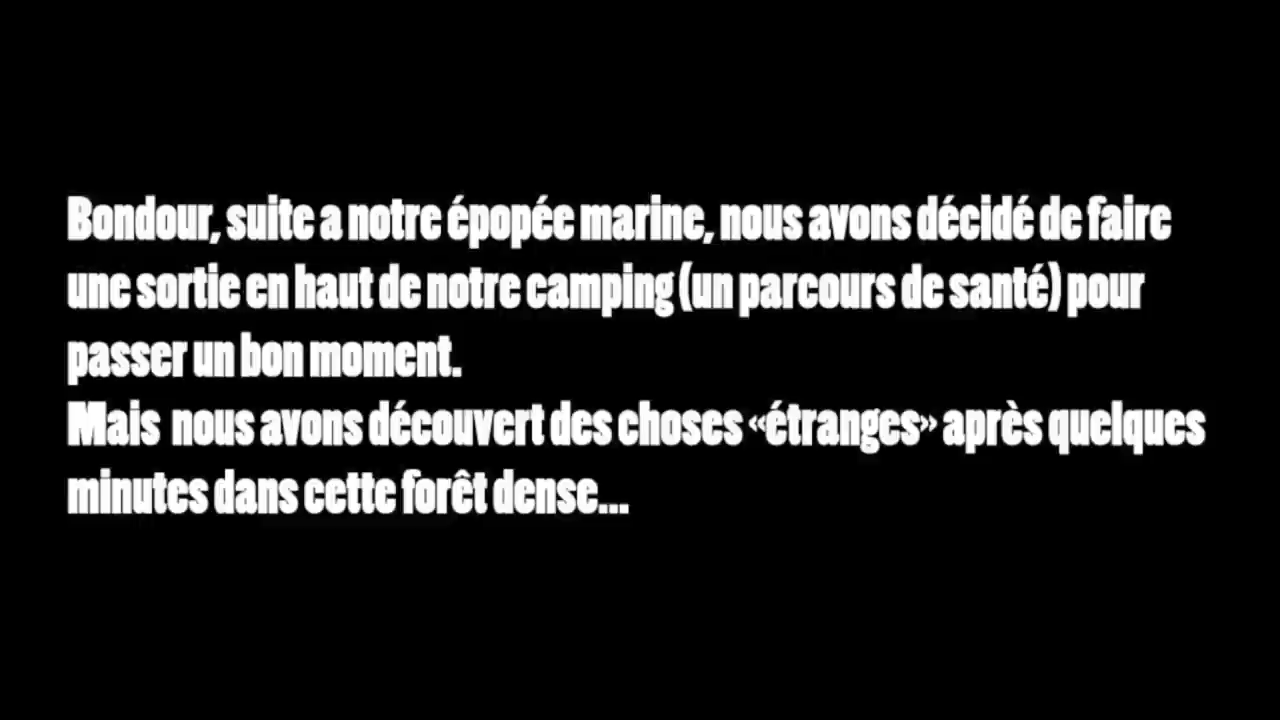 Bondour, suite a notre épopée marine, nous avons décidé de faire
une sortie en haut de notre camping (un parcours de santé) pour
passer un bon moment.
Mais  nous avons découvert des choses «étranges» après quelques
minutes dans cette forêt dense...